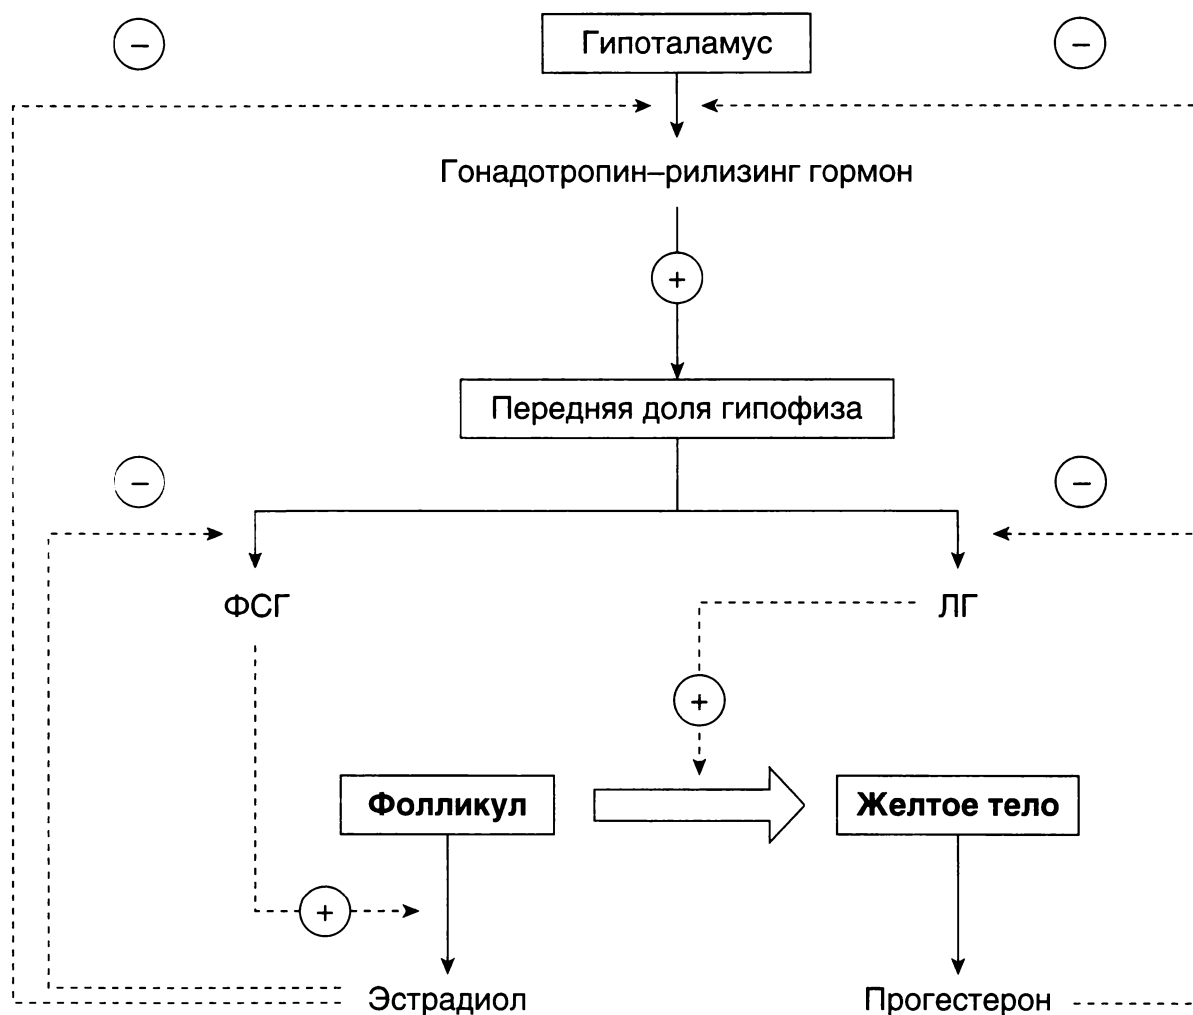 −
Гипоталамус
−
Гонадотропин–рилизинг гормон
+
Передняя доля гипофиза
−
−
ФСГ
ЛГ
+
Фолликул
Желтое тело
+
Эстрадиол
Прогестерон